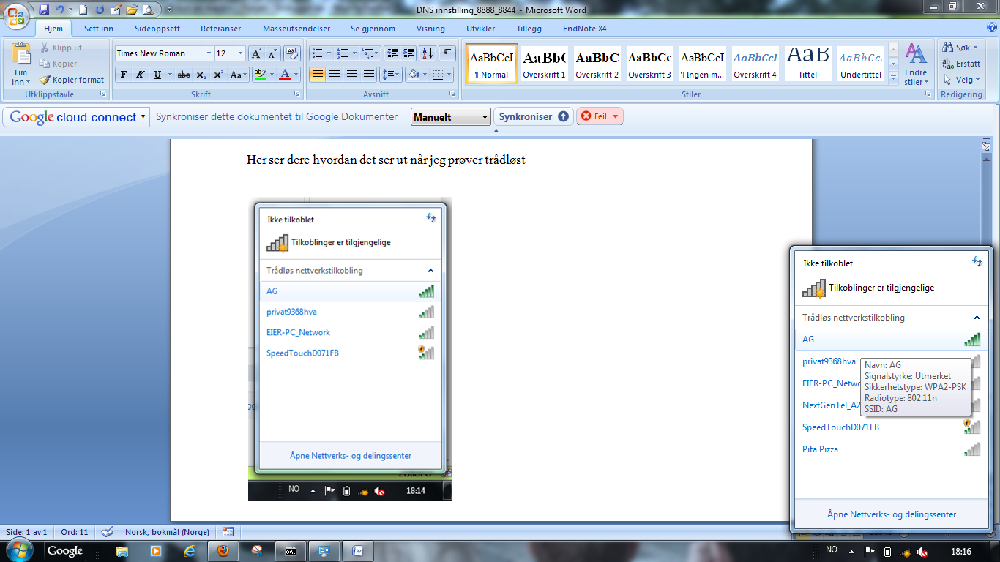 DNS innstilling_8888_8844 - Microsoft Word
Hjem Sett inn Sideoppsett Referanser Masseutsendelser Se gjennom Visning Utvikler Tillegg EndNote X4
Lim inn
Klipp ut
Kopier
Kopier format
Utklippstavle
Times New Roman 12
F K U abc x₂ x² Aa
Skrift
Avsnitt
AaBbCcI AaBbC AaBbC AaBbCc AaBbCcI AaBbCcI AaB AaBbCc.
¶ Normal Overskrift 1 Overskrift 2 Overskrift 3 ¶ Ingen m... Overskrift 4 Tittel Undertittel
Stiler
Endre stiler
Søk
Erstatt
Velg
Redigering
Google cloud connect Synkroniser dette dokumentet til Google Dokumenter Manuelt Synkroniser Feil
Her ser dere hvordan det ser ut når jeg prøver trådløst
Ikke tilkoblet
Tilkoblinger er tilgjengelige
Trådløs nettverkstilkobling
AG
privat9368hva
EIER-PC_Network
SpeedTouchD071FB
Åpne Nettverks- og delingssenter
NO 18:14
Ikke tilkoblet
Tilkoblinger er tilgjengelige
Trådløs nettverkstilkobling
AG
privat9368hva
EIER-PC_Netwo
NextGenTel_A2
SpeedTouchD071FB
Pita Pizza
Navn: AG
Signalstyrke: Utmerket
Sikkerhetstype: WPA2-PSK
Radiotype: 802.11n
SSID: AG
Åpne Nettverks- og delingssenter
Side: 1 av 1 Ord: 11 Norsk, bokmål (Norge)
Google NO 18:16